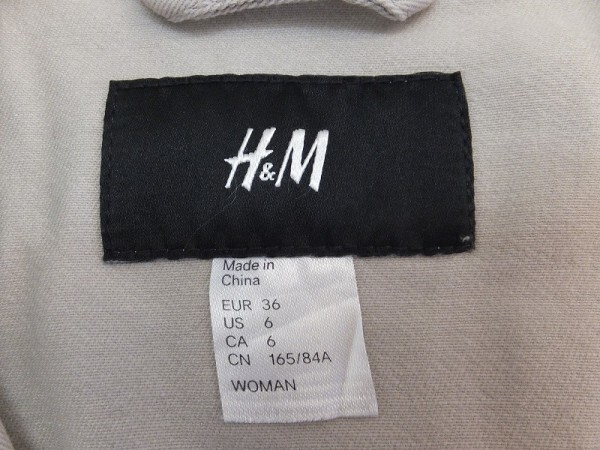 H&M
Made in
China
EUR 36
US 6
CA 6
CN 165/84A
WOMAN